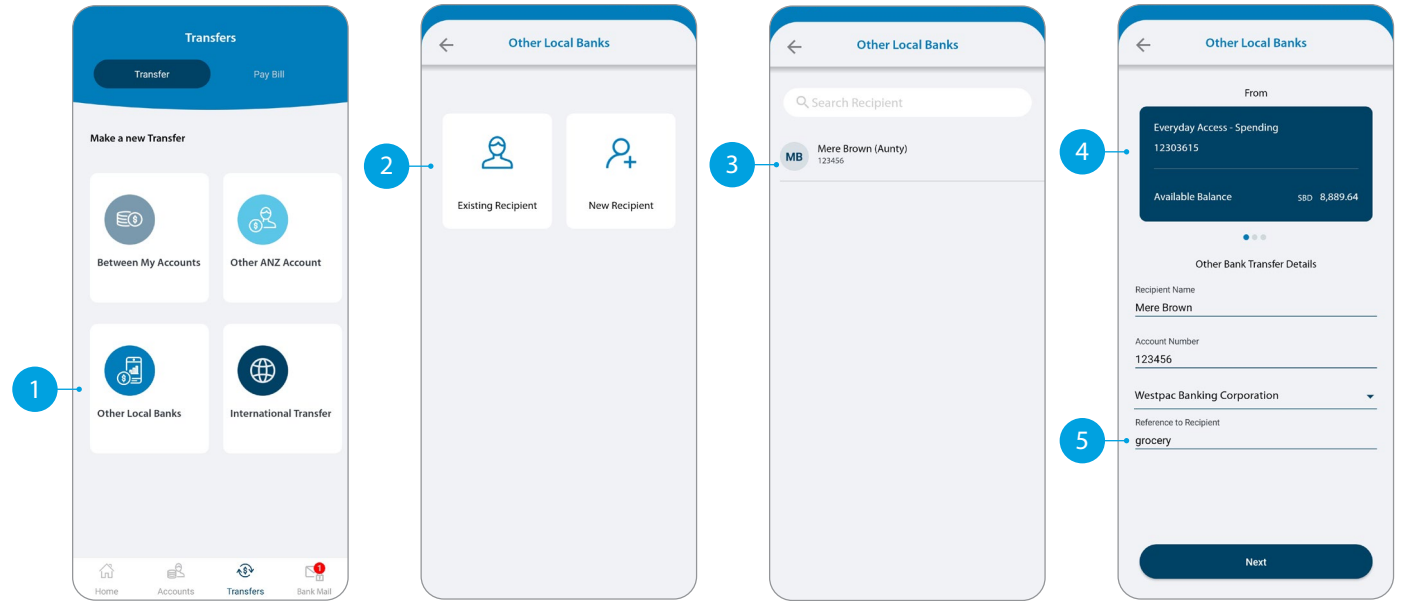 Transfers
Transfer
Pay Bill
Make a new Transfer
Between My Accounts
Other ANZ Account
1
Other Local Banks
International Transfer
Home
Accounts
Transfers
1
Bank Mail
Other Local Banks
2
Existing Recipient
New Recipient
Other Local Banks
Search Recipient
3
MB
Mere Brown (Aunty)
123456
Other Local Banks
From
4
Everyday Access - Spending
12303615
Available Balance SBD 8,889.64
Other Bank Transfer Details
Recipient Name
Mere Brown
Account Number
123456
Westpac Banking Corporation
Reference to Recipient
5
grocery
Next